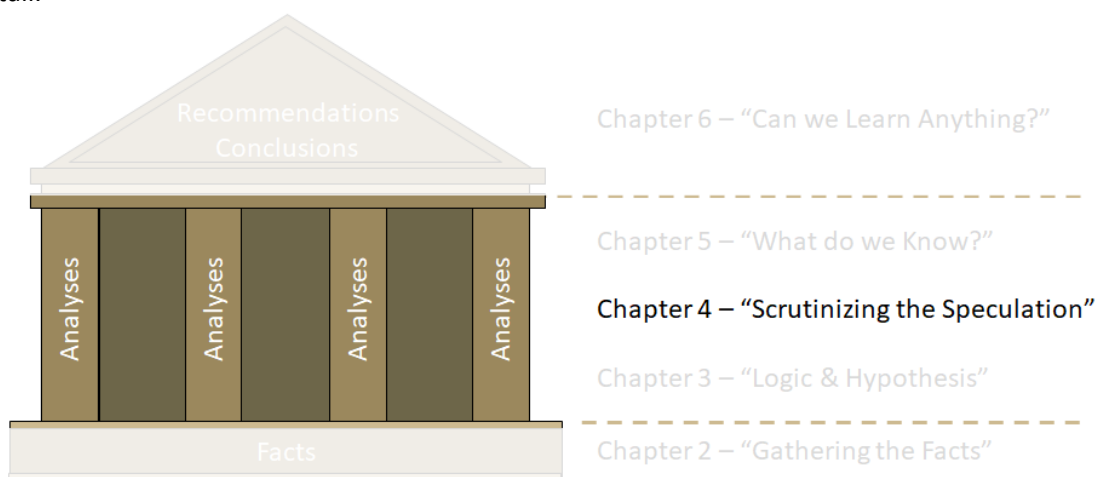 Recommendations
Conclusions
Chapter 6 – “Can we Learn Anything?”
Chapter 5 – “What do we Know?”
Analyses
Analyses
Analyses
Analyses
Chapter 4 – “Scrutinizing the Speculation”
Chapter 3 – “Logic & Hypothesis”
Facts
Chapter 2 – “Gathering the Facts”